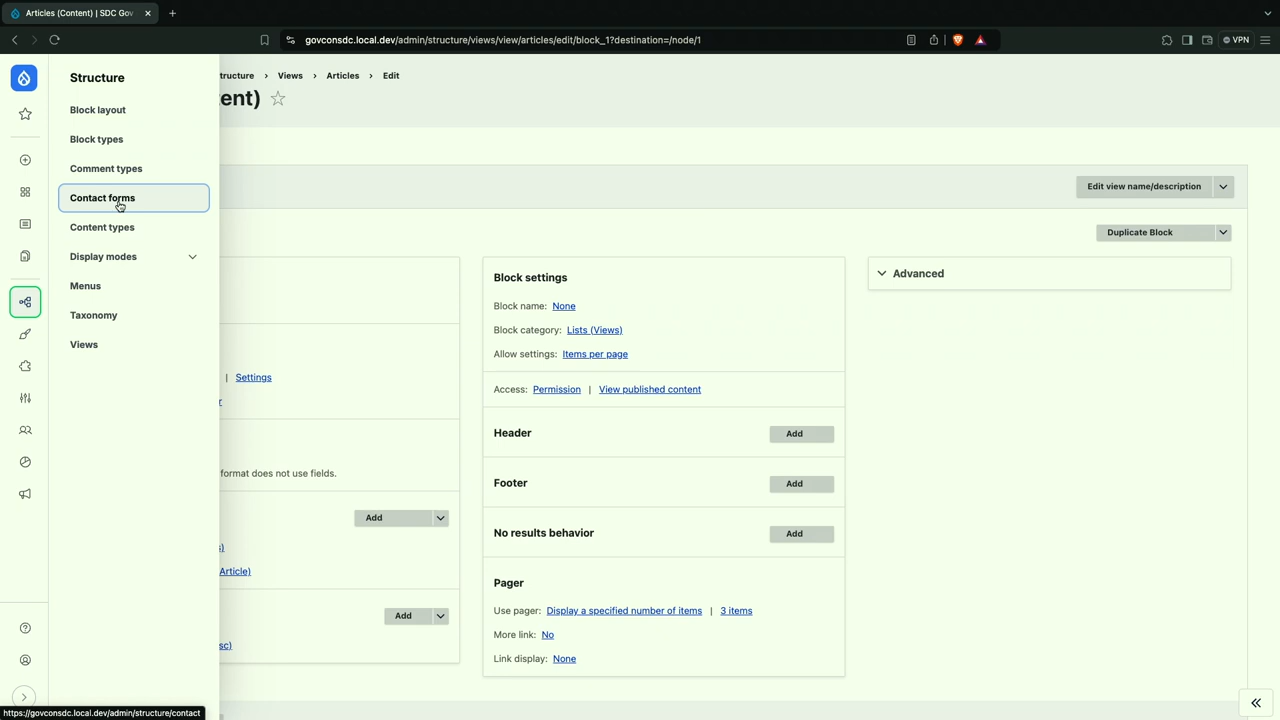 Articles (Content) | SDC Gov
govconsdc.local.dev/admin/structure/views/view/articles/edit/block_1?destination=/node/1
VPN
Structure
Block layout
Block types
Comment types
Contact forms
Content types
Display modes
Menus
Taxonomy
Views
tructure > Views > Articles > Edit
ent)
Edit view name/description
Duplicate Block
| Settings
r
format does not use fields.
Add
s)
Article)
Add
sc)
Block settings
Block name: None
Block category: Lists (Views)
Allow settings: Items per page
Access: Permission | View published content
Header Add
Footer Add
No results behavior Add
Pager
Use pager: Display a specified number of items | 3 items
More link: No
Link display: None
Advanced
https://govconsdc.local.dev/admin/structure/contact